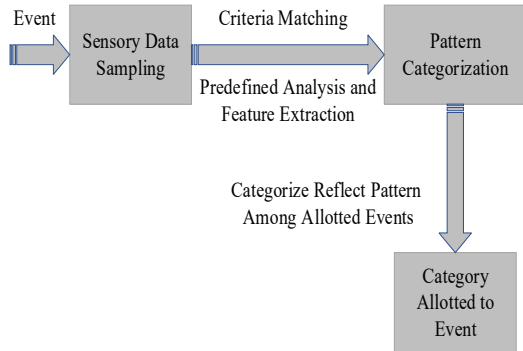 Event
Sensory Data
Sampling
Criteria Matching
Predefined Analysis and
Feature Extraction
Pattern
Categorization
Categorize Reflect Pattern
Among Allotted Events
Category
Allotted to
Event